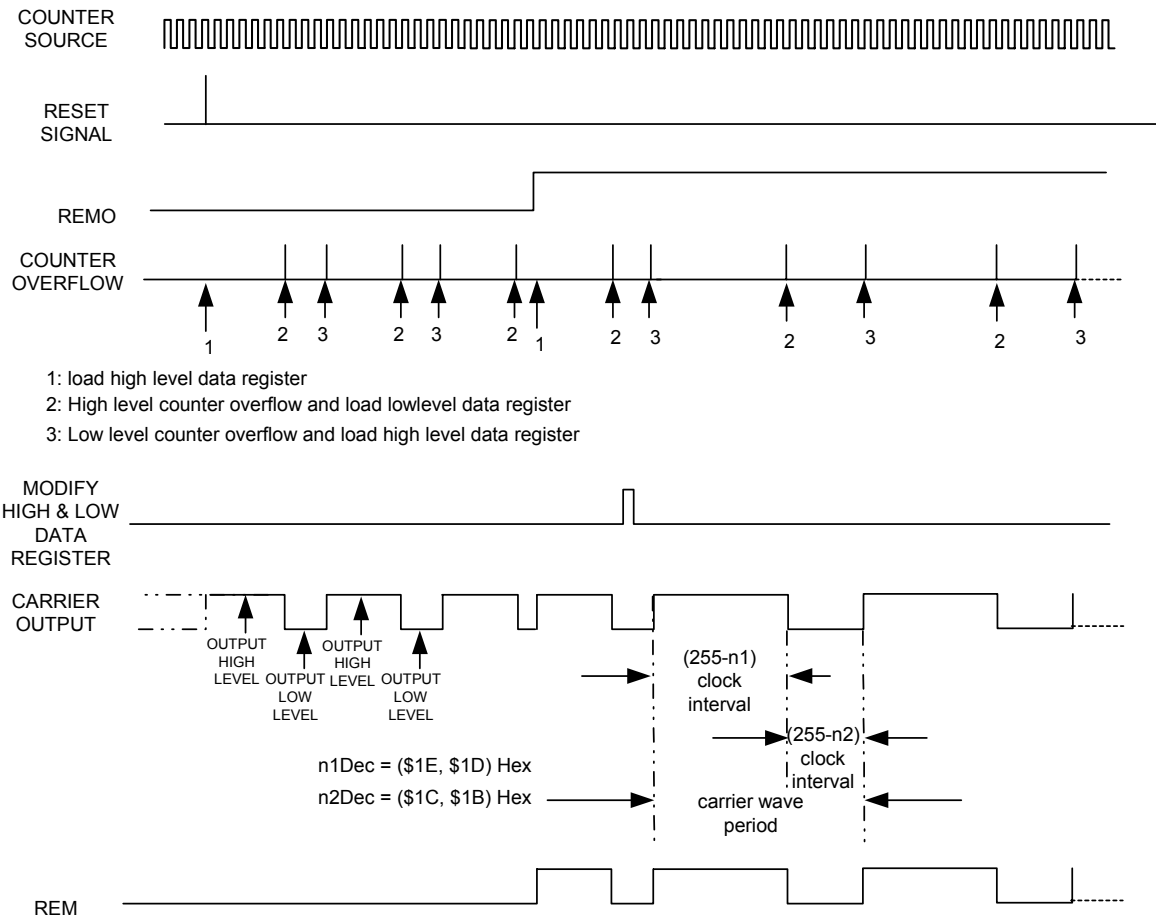 COUNTER
SOURCE
RESET
SIGNAL
REMO
COUNTER
OVERFLOW
1
2
3
2
3
2
1
2
3
2
3
2
3
1: load high level data register
2: High level counter overflow and load lowlevel data register
3: Low level counter overflow and load high level data register
MODIFY
HIGH & LOW
DATA
REGISTER
CARRIER
OUTPUT
OUTPUT
HIGH
LEVEL
OUTPUT
LOW
LEVEL
OUTPUT
HIGH
LEVEL
OUTPUT
LOW
LEVEL
(255-n1)
clock
interval
(255-n2)
clock
interval
n1Dec = ($1E, $1D) Hex
n2Dec = ($1C, $1B) Hex
carrier wave
period
REM